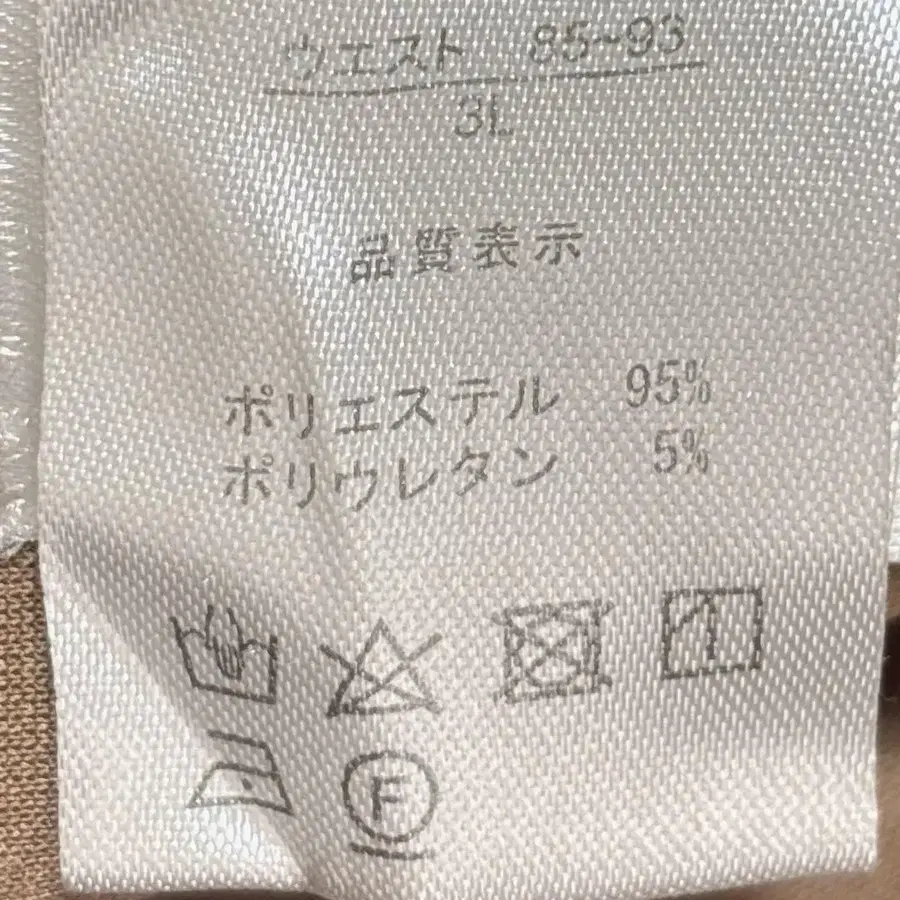 ウエスト 85~93
3L
品質表示
ポリエステル 95%
ポリウレタン 5%
F